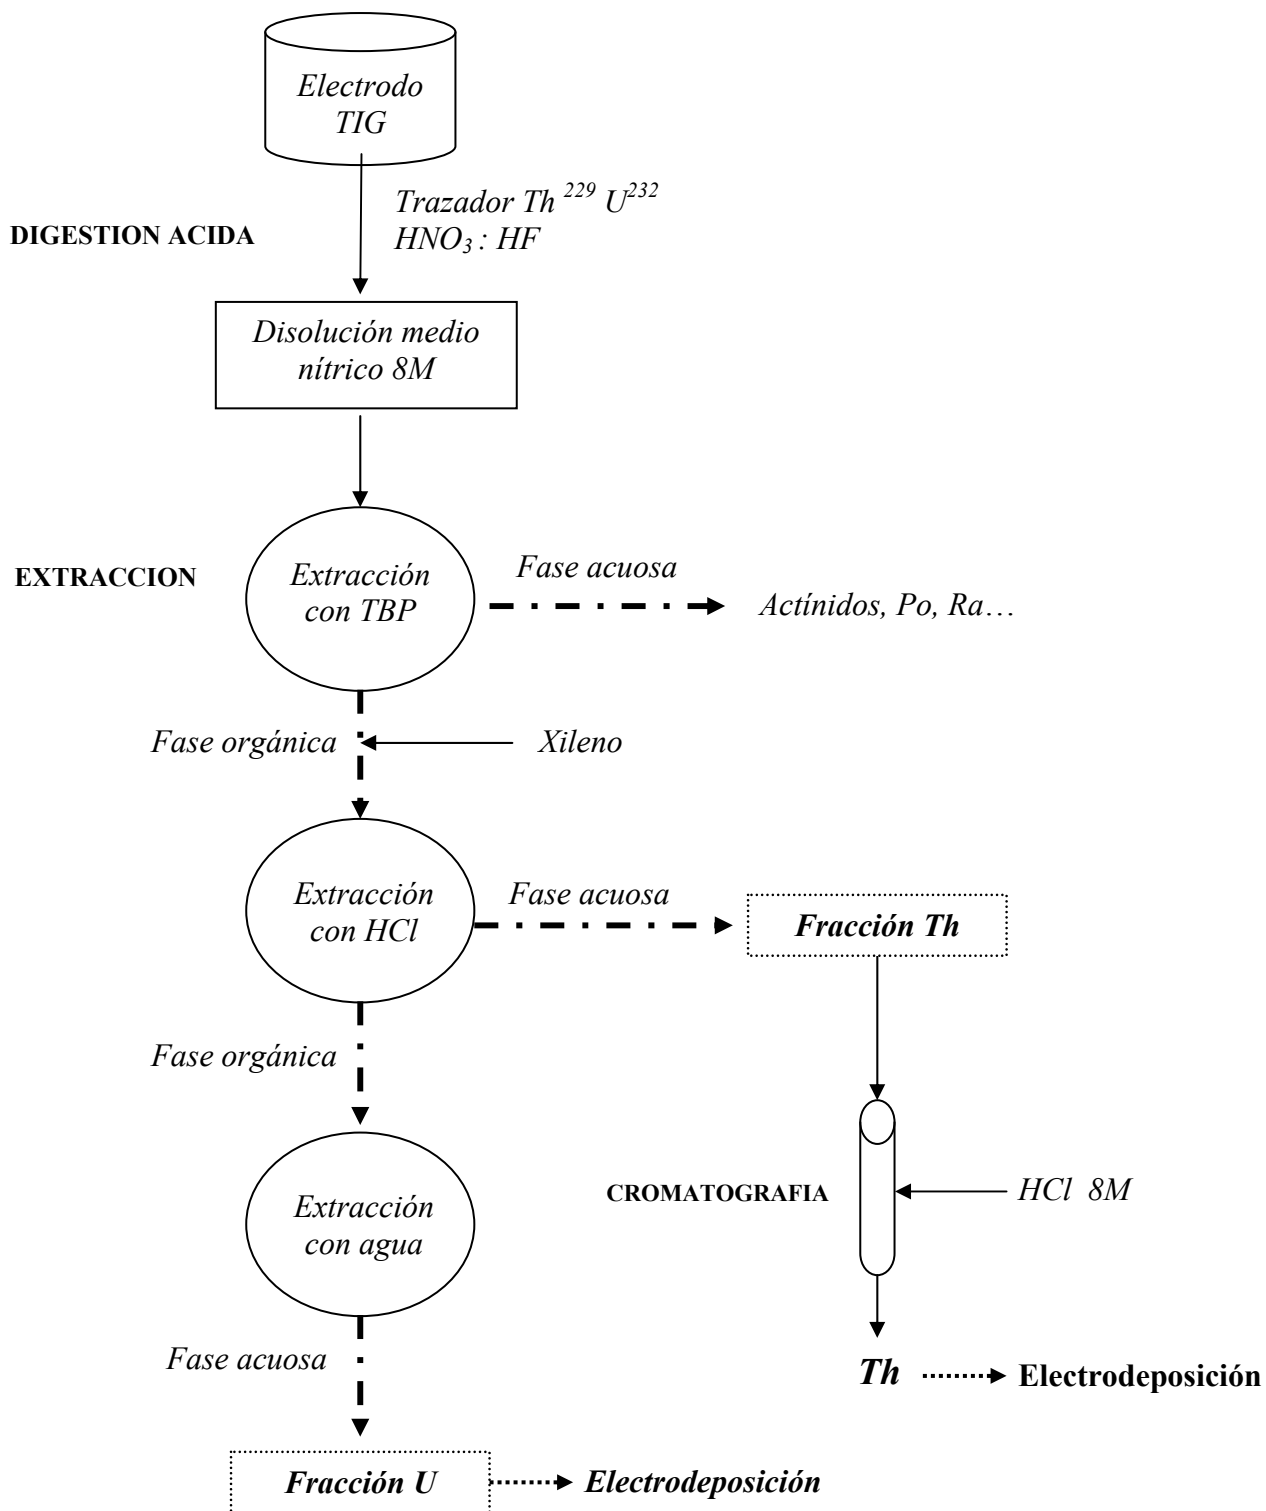 Electrodo
TIG
Trazador Th 229 U232
HNO3 : HF
DIGESTION ACIDA
Disolución medio
nítrico 8M
EXTRACCION
Extracción
con TBP
Fase acuosa
Actínidos, Po, Ra…
Fase orgánica
Xileno
Extracción
con HCl
Fase acuosa
Fracción Th
Fase orgánica
Extracción
con agua
CROMATOGRAFIA
HCl 8M
Fase acuosa
Th
Electrodeposición
Fracción U
Electrodeposición